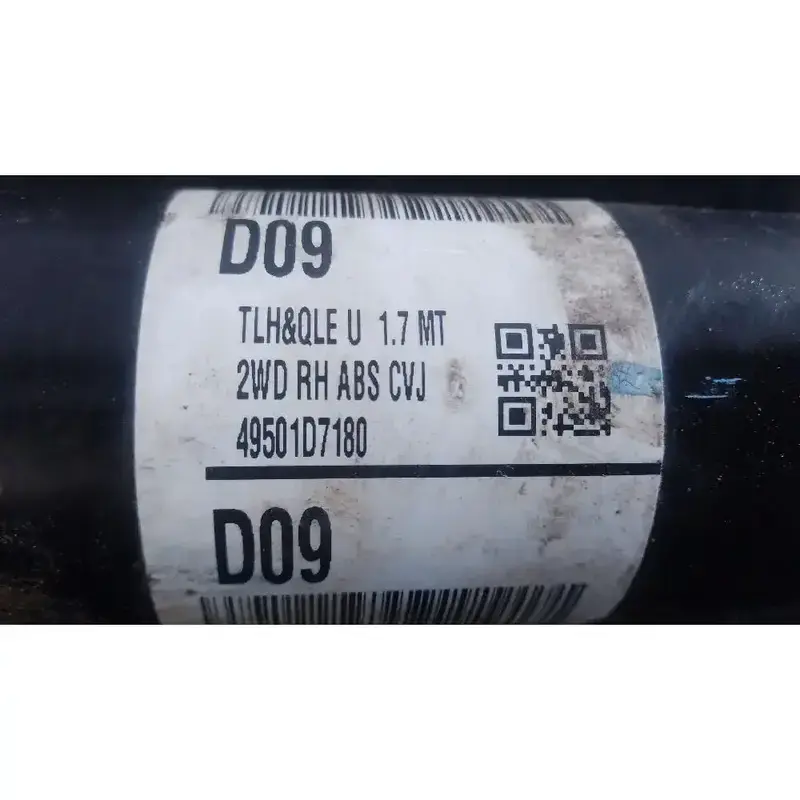 D09
TLH&QLE U 1.7 MT
2WD RH ABS CVJ
49501D7180
D09